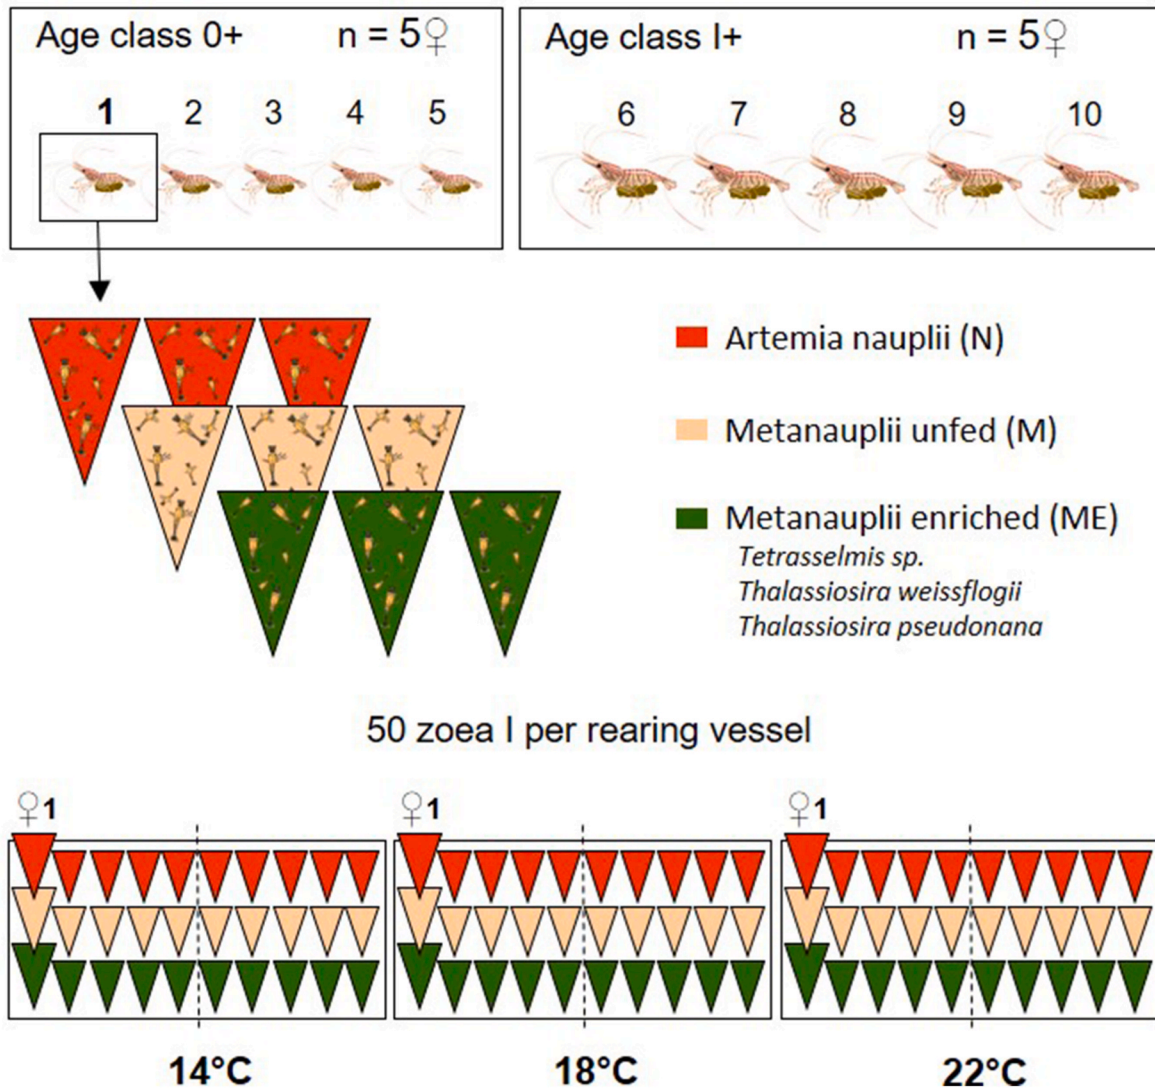 Age class 0+ n = 5♀
Age class I+ n = 5♀
1 2 3 4 5
6 7 8 9 10
Artemia nauplii (N)
Metanauplii unfed (M)
Metanauplii enriched (ME)
Tetrasselmis sp.
Thalassiosira weissflogii
Thalassiosira pseudonana
50 zoea I per rearing vessel
♀1 ♀1 ♀1
14°C 18°C 22°C